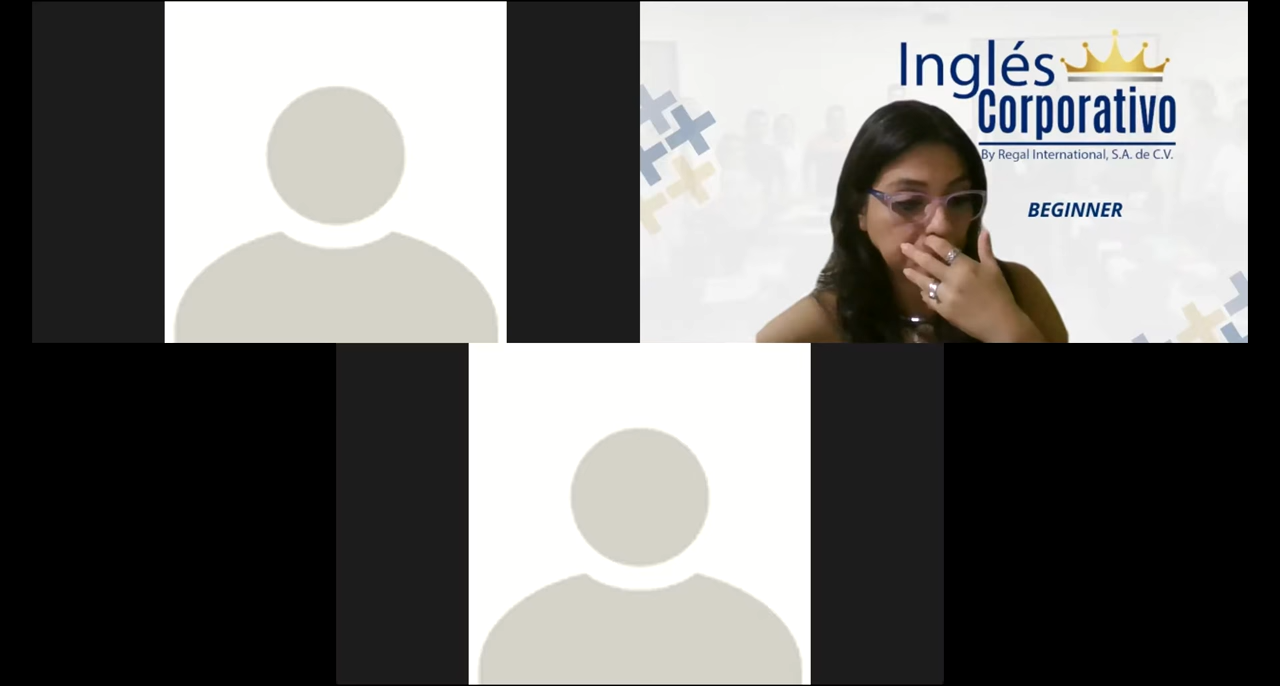 Inglés
Corporativo
By Regal International, S.A. de C.V.
BEGINNER